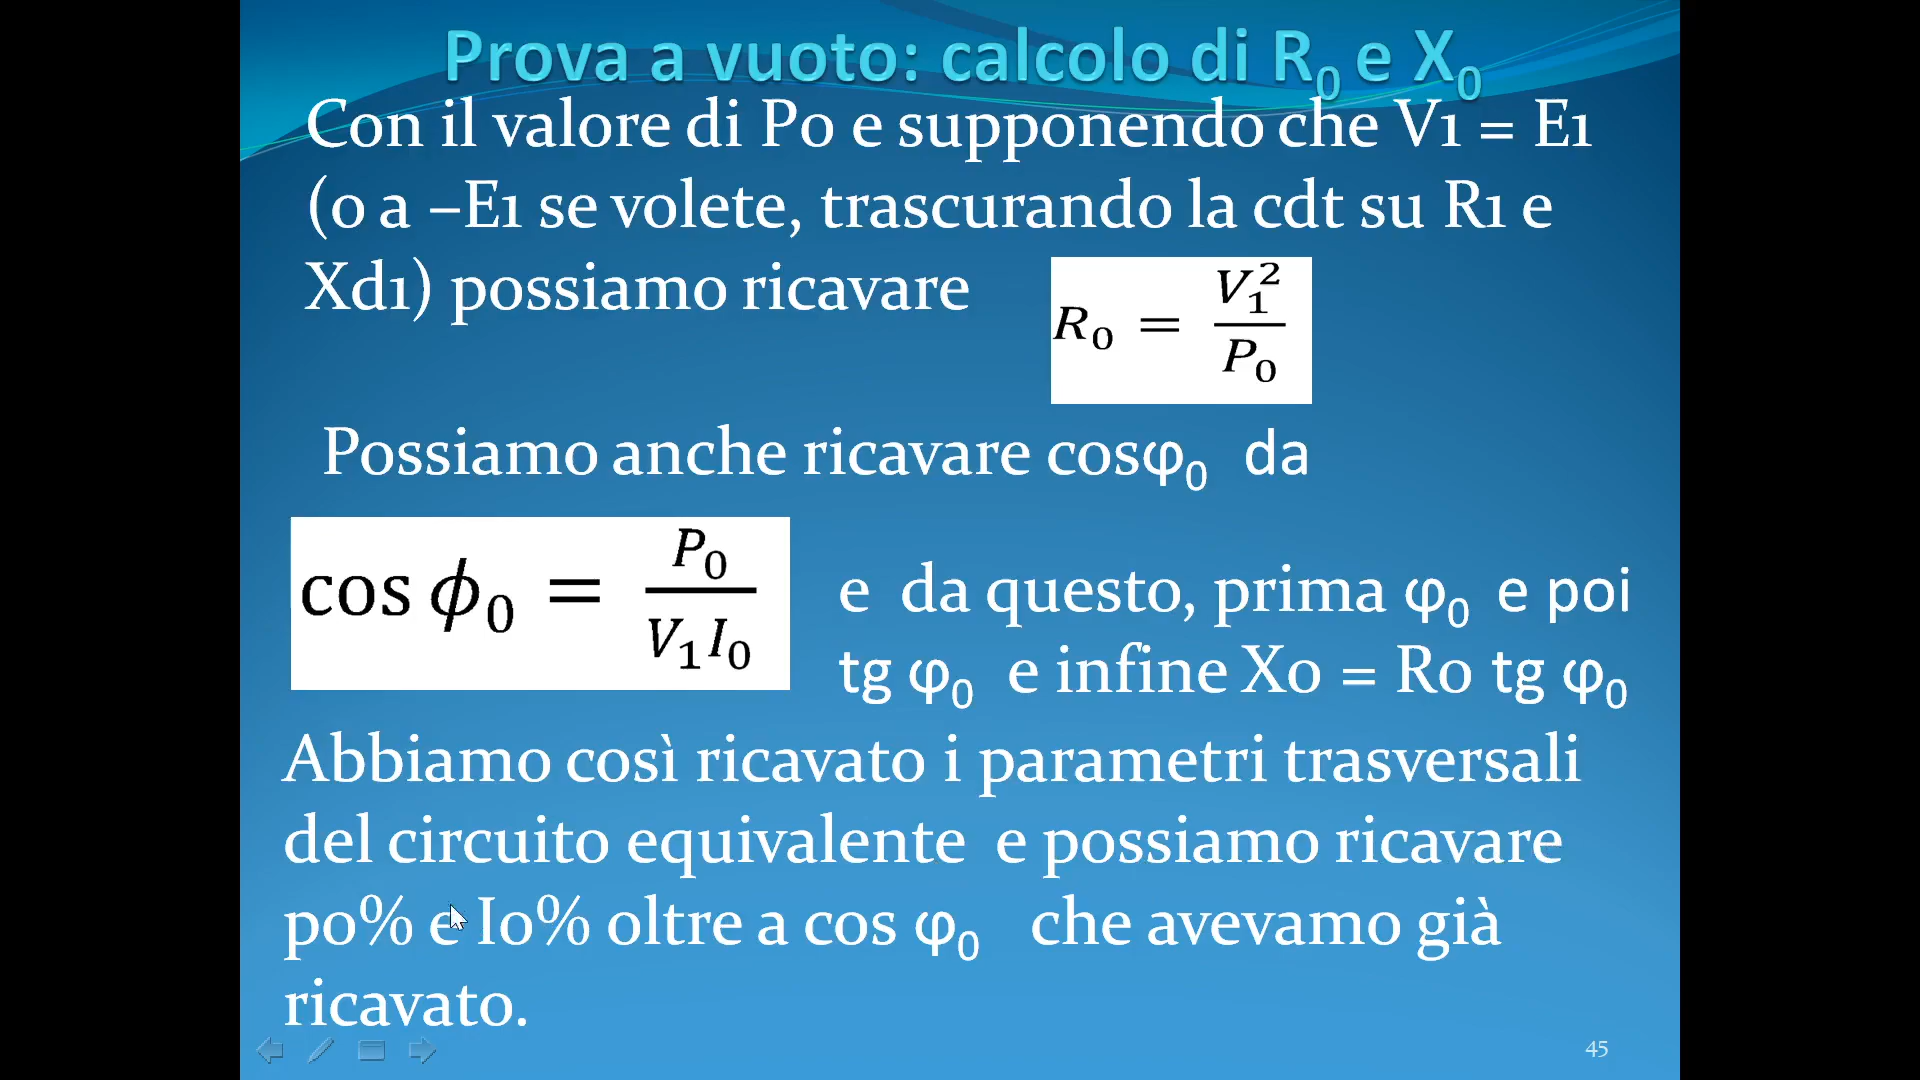 Prova a vuoto: calcolo di R₀ e X₀
Con il valore di Po e supponendo che V1 = E1
(o a –E1 se volete, trascurando la cdt su R1 e
Xd1) possiamo ricavare
R₀ = V₁² / P₀
Possiamo anche ricavare cosφ₀ da
cos ϕ₀ = P₀ / V₁I₀
e da questo, prima φ₀ e poi
tg φ₀ e infine Xo = Ro tg φ₀
Abbiamo così ricavato i parametri trasversali
del circuito equivalente e possiamo ricavare
po% e Io% oltre a cos φ₀ che avevamo già
ricavato.
45